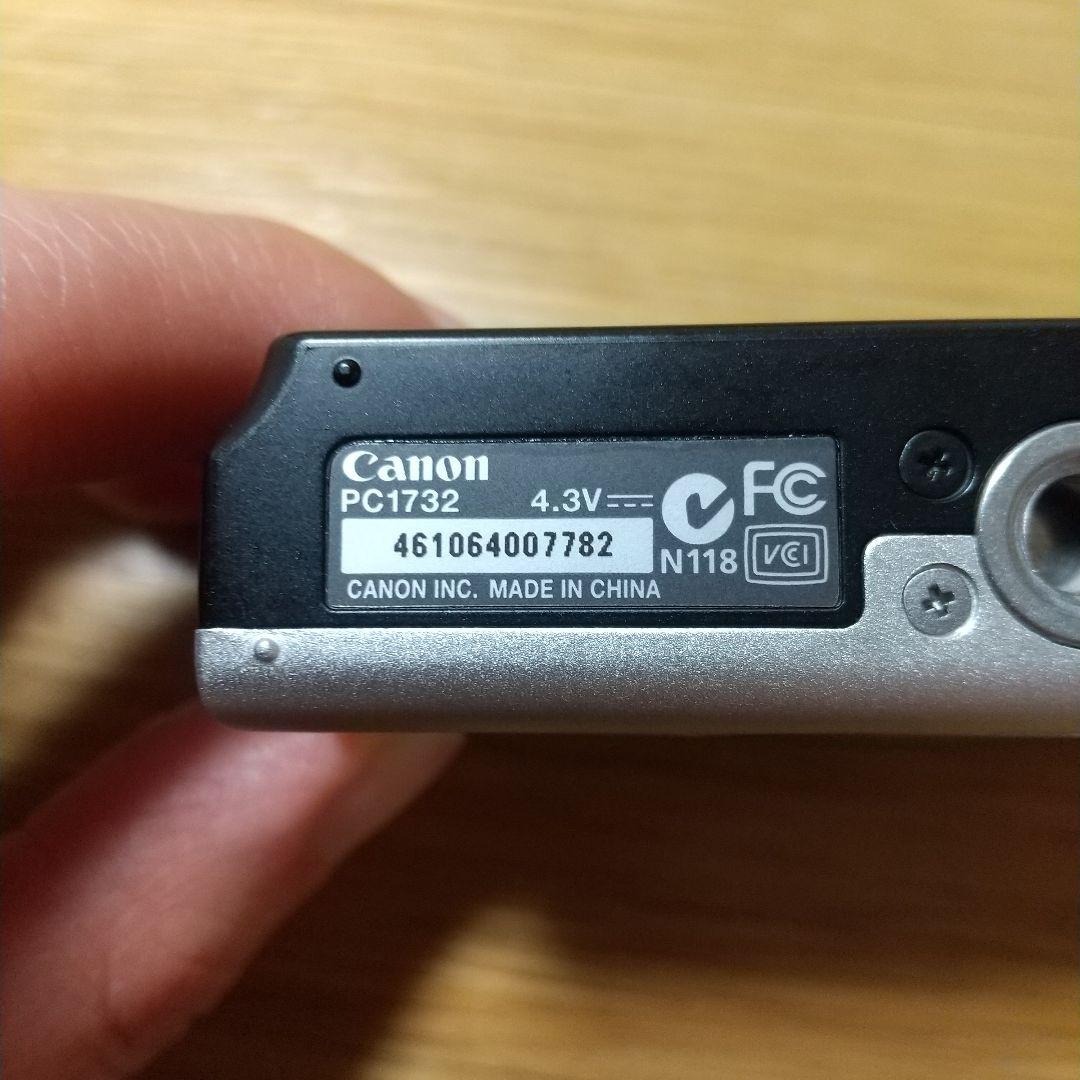 Canon
PC1732 4.3V
461064007782
CANON INC. MADE IN CHINA
N118
FC
VCI